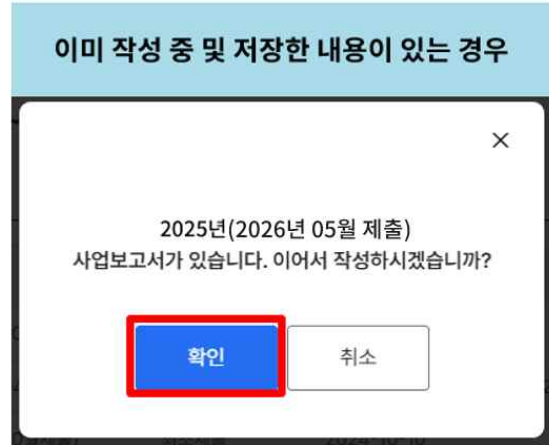 이미 작성 중 및 저장한 내용이 있는 경우
2025년(2026년 05월 제출)
사업보고서가 있습니다. 이어서 작성하시겠습니까?
확인
취소